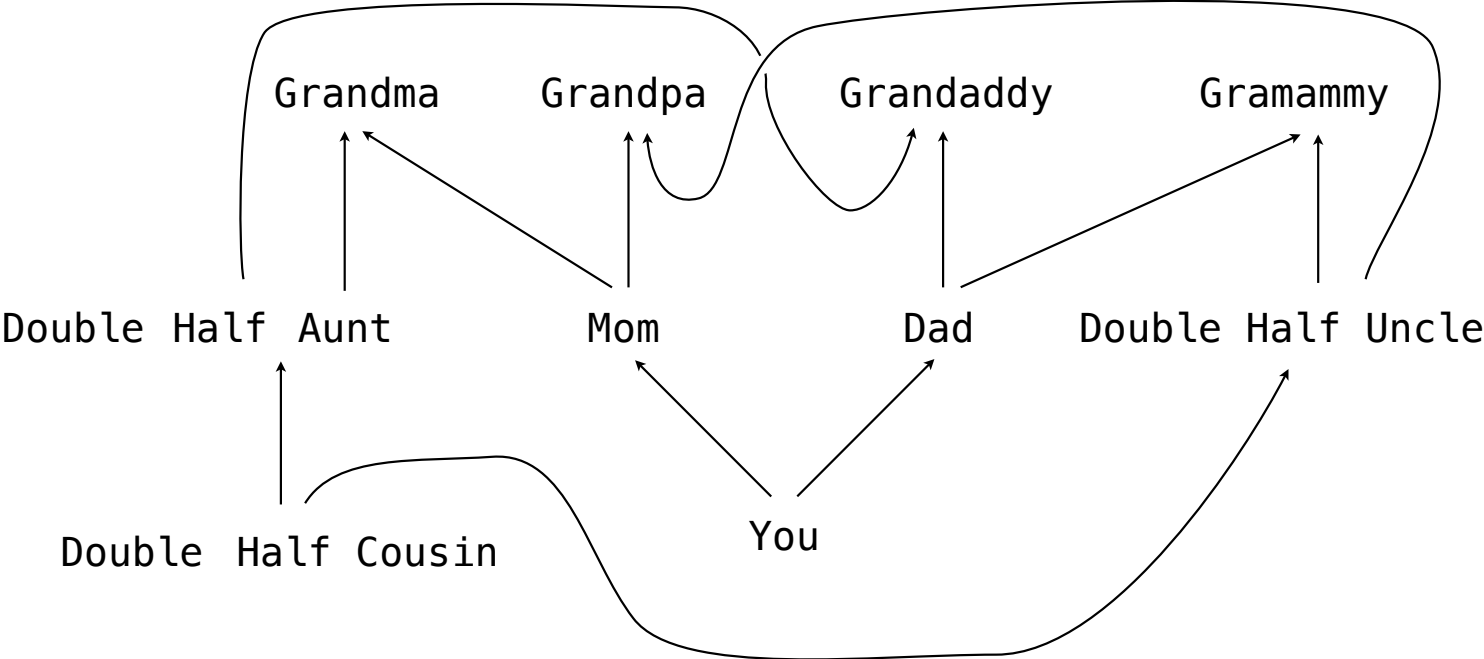 Grandma Grandpa Grandaddy Gramammy
Double Half Aunt Mom Dad Double Half Uncle
You
Double Half Cousin